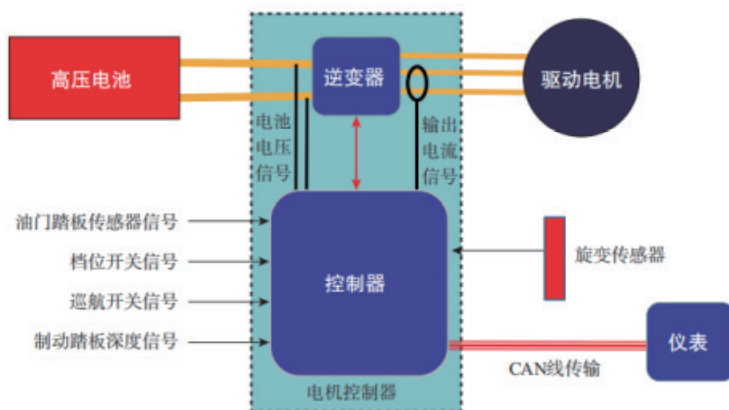 高压电池
逆变器
驱动电机
电池
电压
信号
输出
电流
信号
油门踏板传感器信号
档位开关信号
巡航开关信号
制动踏板深度信号
控制器
旋变传感器
仪表
CAN线传输
电机控制器